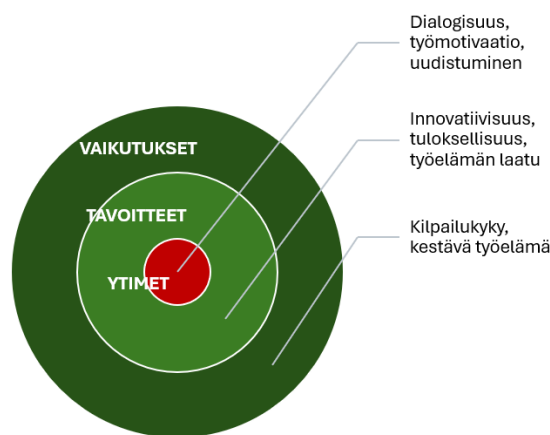 Dialogisuus,
työmotivaatio,
uudistuminen
Innovatiivisuus,
tuloksellisuus,
työelämän laatu
Kilpailukyky,
kestävä työelämä
VAIKUTUKSET
TAVOITTEET
YTIMET